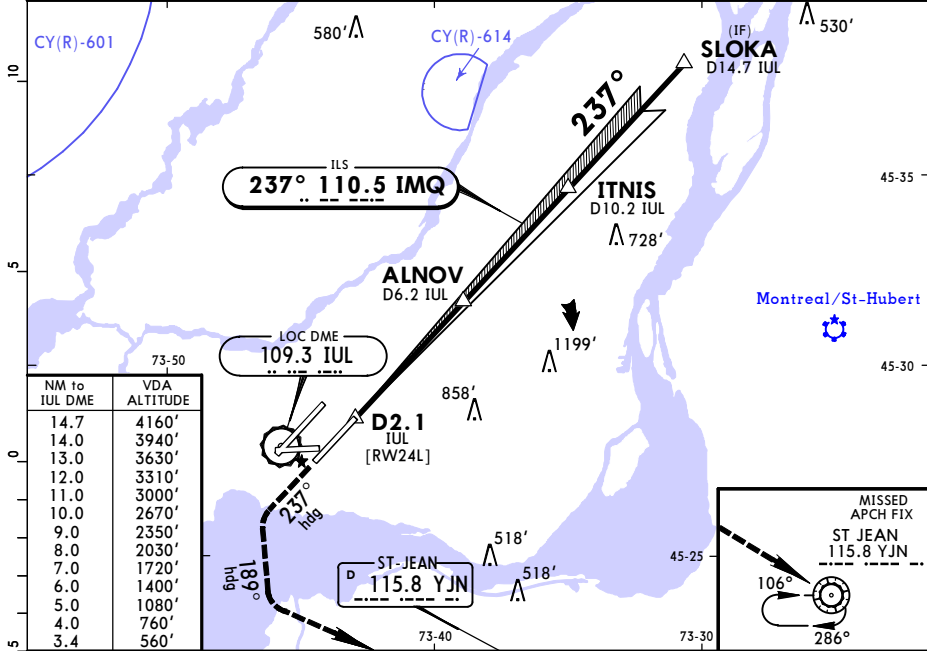 CY(R)-601
580'
CY(R)-614
530'
(IF)
SLOKA
D14.7 IUL
10
237°
ILS
237° 110.5 IMQ
45-35
ITNIS
D10.2 IUL
728'
5
ALNOV
D6.2 IUL
Montreal/St-Hubert
LOC DME
109.3 IUL
1199'
73-50
45-30
858'
D2.1
IUL
[RW24L]
0
NM to IUL DME VDA ALTITUDE
14.7 4160'
14.0 3940'
13.0 3630'
12.0 3310'
11.0 3000'
10.0 2670'
9.0 2350'
8.0 2030'
7.0 1720'
6.0 1400'
5.0 1080'
4.0 760'
3.4 560'
237°
hdg
189°
hdg
518'
518'
45-25
D
ST-JEAN
115.8 YJN
MISSED
APCH FIX
ST JEAN
115.8 YJN
106°
286°
5
73-40
73-30